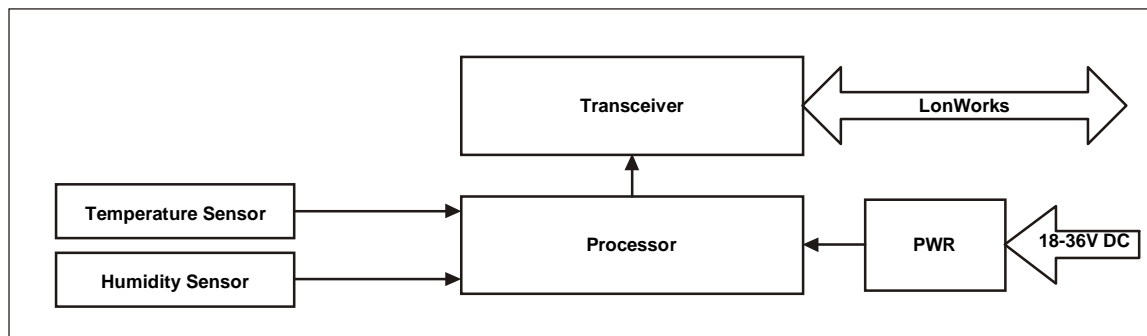 Transceiver
LonWorks
Temperature Sensor
Processor
PWR
18-36V DC
Humidity Sensor